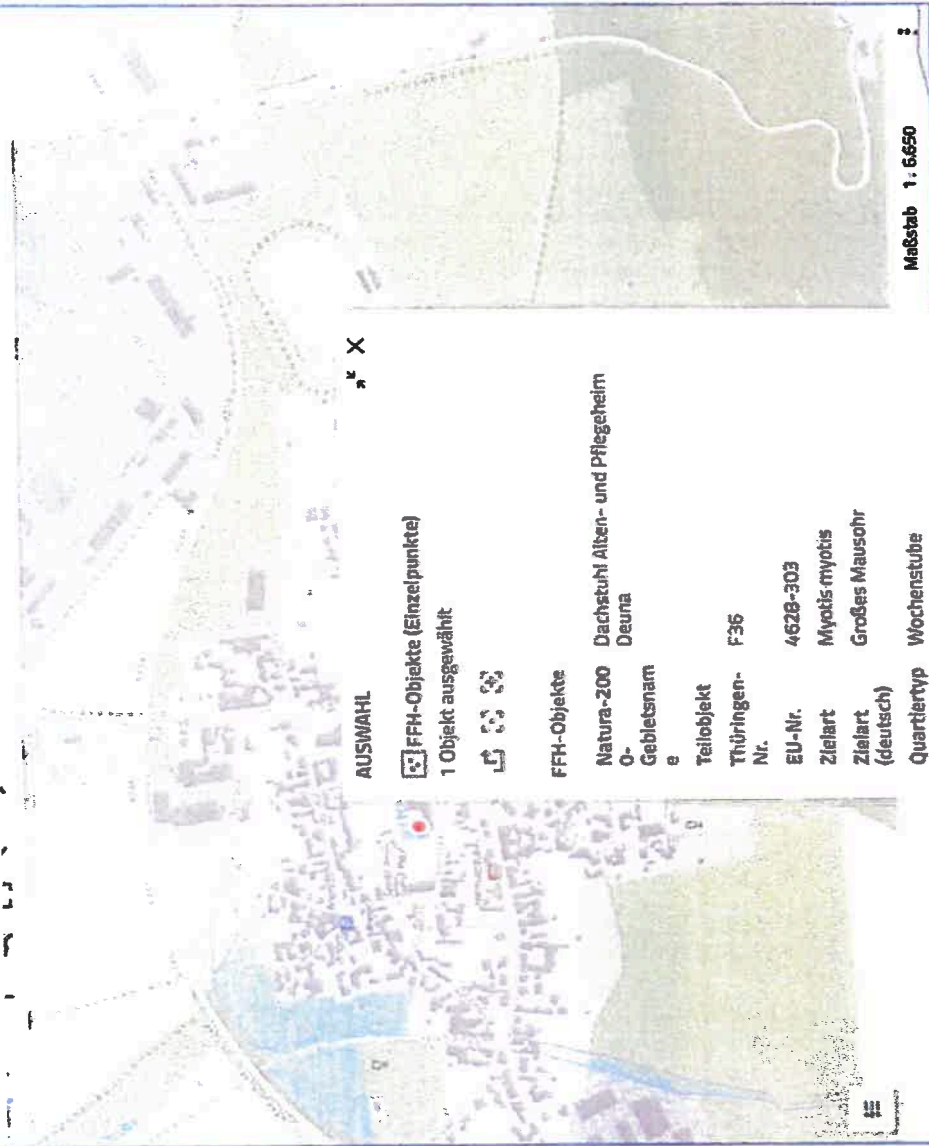 AUSWAHL
FFH-Objekte (Einzelpunkte)
1 Objekt ausgewählt
FFH-Objekte
Natura-200 Dachstuhl Alten- und Pflegeheim
0- Deuna
Gebietsnam
e
Teilobjekt
Thüringen- F36
Nr.
EU-Nr. 4628-303
Zielart Myotis myotis
Zielart Großes Mausohr
(deutsch)
Quartiertyp Wochenstube
Maßstab 1: 6.650